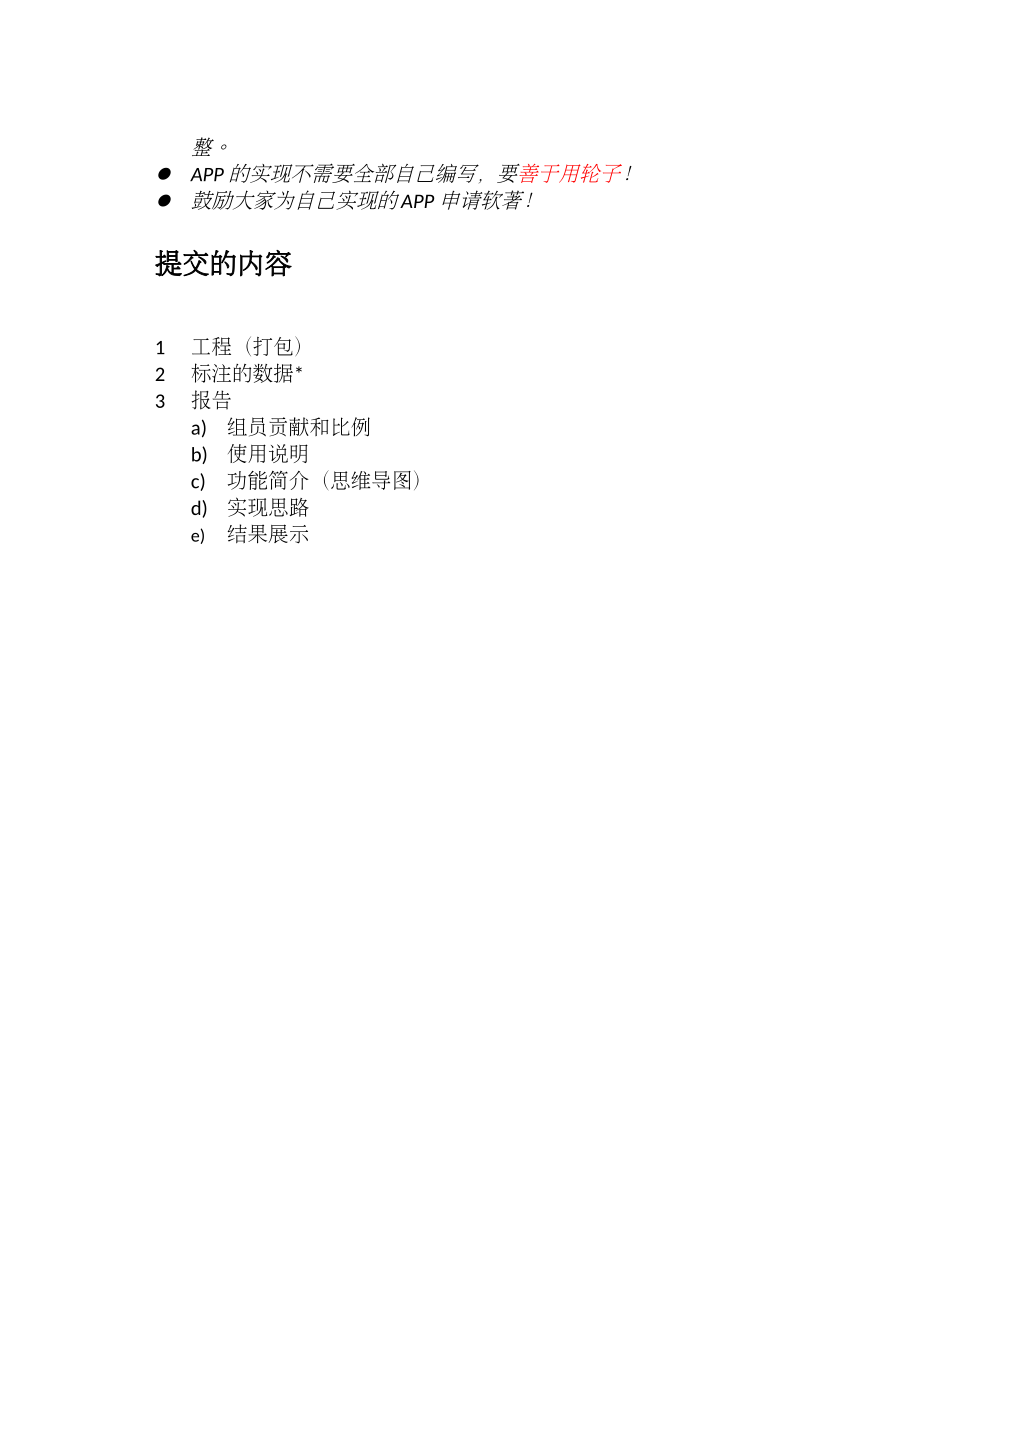 整。
● APP 的实现不需要全部自己编写，要善于用轮子！
● 鼓励大家为自己实现的 APP 申请软著！
提交的内容
1 工程（打包）
2 标注的数据*
3 报告
a) 组员贡献和比例
b) 使用说明
c) 功能简介（思维导图）
d) 实现思路
e) 结果展示